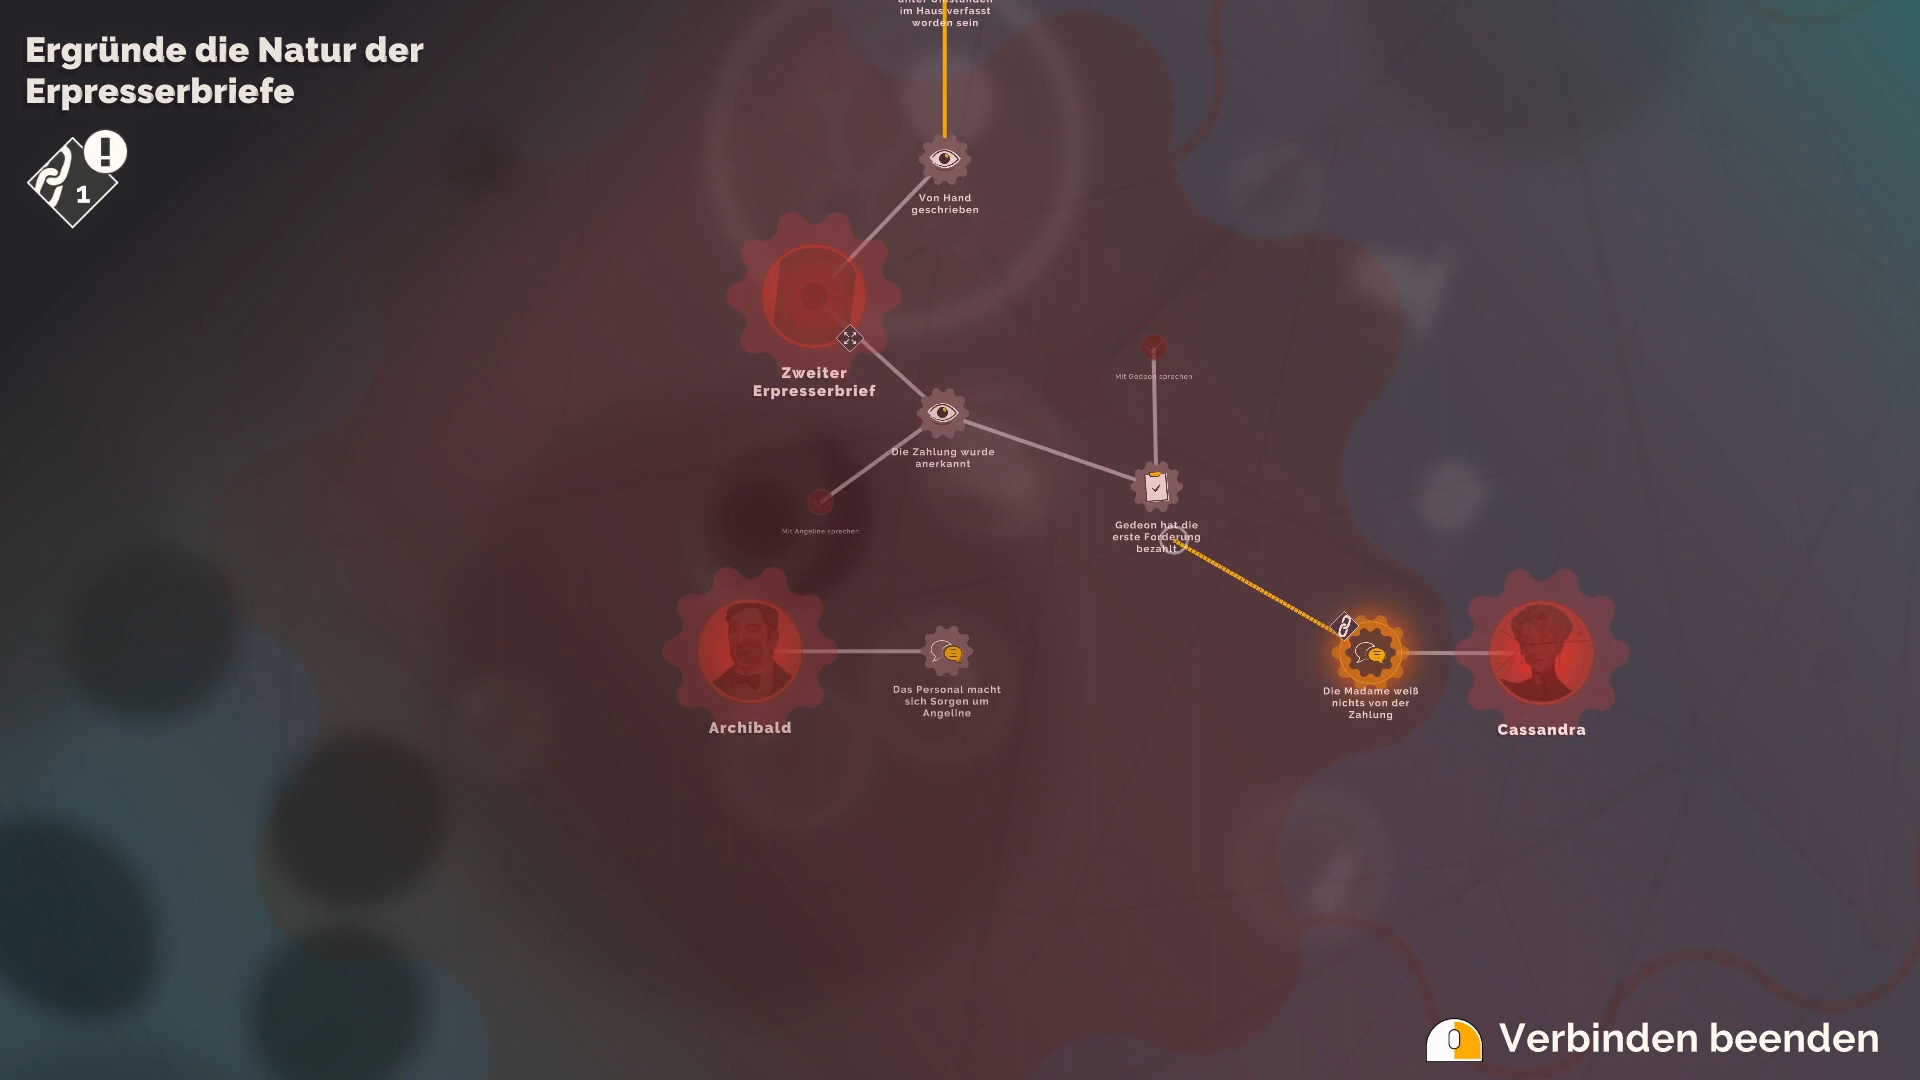 Ergründe die Natur der
Erpresserbriefe
1
im Haus verfasst
worden sein
Von Hand
geschrieben
Zweiter
Erpresserbrief
Mit Gedeon sprechen
Die Zahlung wurde
anerkannt
Mit Angeline sprechen
Gedeon hat die
erste Forderung
bezahlt
Das Personal macht
sich Sorgen um
Angeline
Archibald
Die Madame weiß
nichts von der
Zahlung
Cassandra
Verbinden beenden